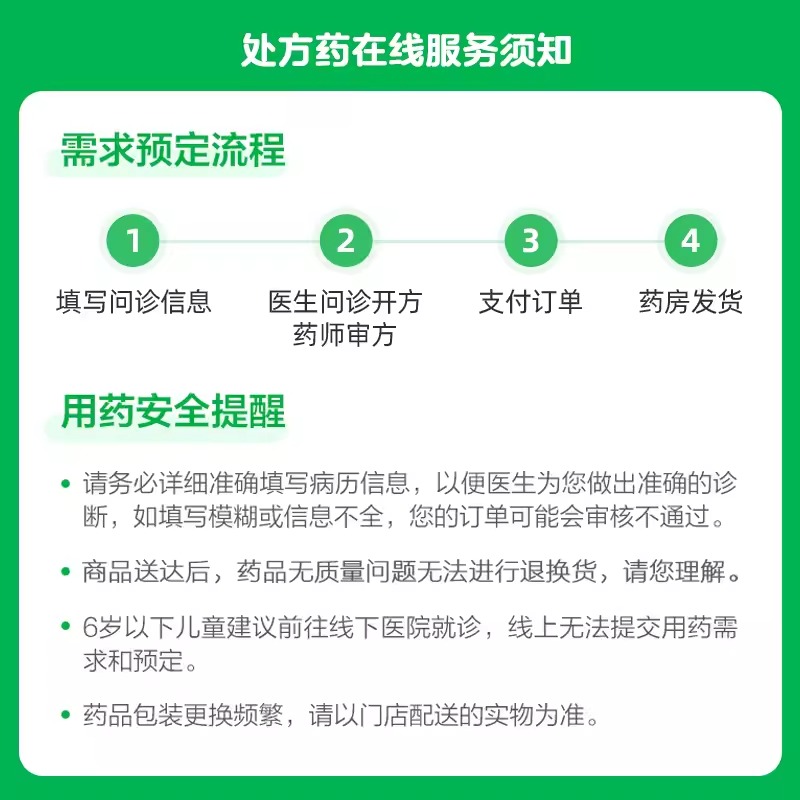 处方药在线服务须知
需求预定流程
1 2 3 4
填写问诊信息 医生问诊开方 支付订单 药房发货
药师审方
用药安全提醒
• 请务必详细准确填写病历信息，以便医生为您做出准确的诊
断，如填写模糊或信息不全，您的订单可能会审核不通过。
• 商品送达后，药品无质量问题无法进行退换货，请您理解。
• 6岁以下儿童建议前往线下医院就诊，线上无法提交用药需
求和预定。
• 药品包装更换频繁，请以门店配送的实物为准。